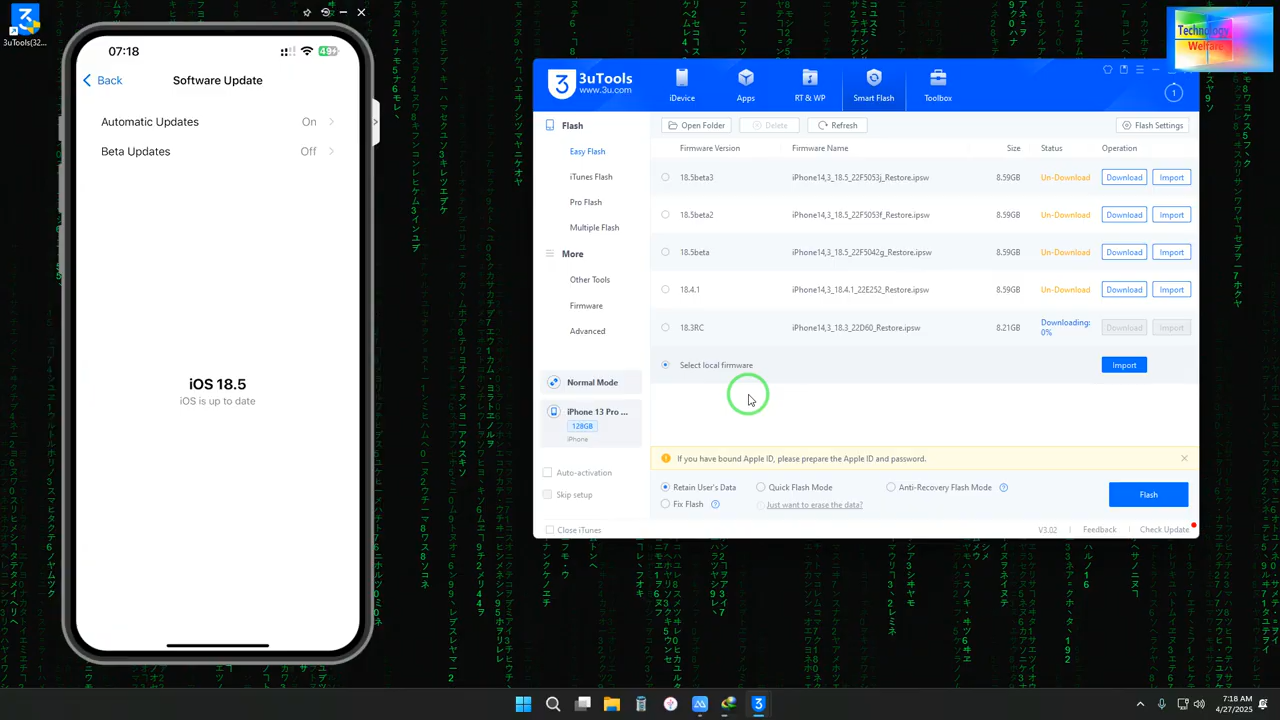 3uTools(32...
07:18
49
Back
Software Update
Automatic Updates On
Beta Updates Off
iOS 18.5
iOS is up to date
Technology
Welfare
3uTools
www.3u.com
iDevice
Apps
RT & WP
Smart Flash
Toolbox
1
Flash
Easy Flash
iTunes Flash
Pro Flash
Multiple Flash
More
Other Tools
Firmware
Advanced
Normal Mode
iPhone 13 Pro ...
128GB
iPhone
Auto-activation
Skip setup
Close iTunes
Open Folder Delete Refresh Flash Settings
Firmware Version Firmware Name Size Status Operation
18.5beta3 iPhone14,3_18.5_22F5053j_Restore.ipsw 8.59GB Un-Download Download Import
18.5beta2 iPhone14,3_18.5_22F5053f_Restore.ipsw 8.59GB Un-Download Download Import
18.5beta iPhone14,3_18.5_22F5042g_Restore.ipsw 8.59GB Un-Download Download Import
18.4.1 iPhone14,3_18.4.1_22E252_Restore.ipsw 8.59GB Un-Download Download Import
18.3RC iPhone14,3_18.3_22D60_Restore.ipsw 8.21GB Downloading: Download Import
0%
Select local firmware Import
If you have bound Apple ID, please prepare the Apple ID and password.
Retain User's Data Quick Flash Mode Anti-Recovery Flash Mode
Fix Flash Just want to erase the data?
Flash
V3.02 Feedback Check Update
7:18 AM
4/27/2025